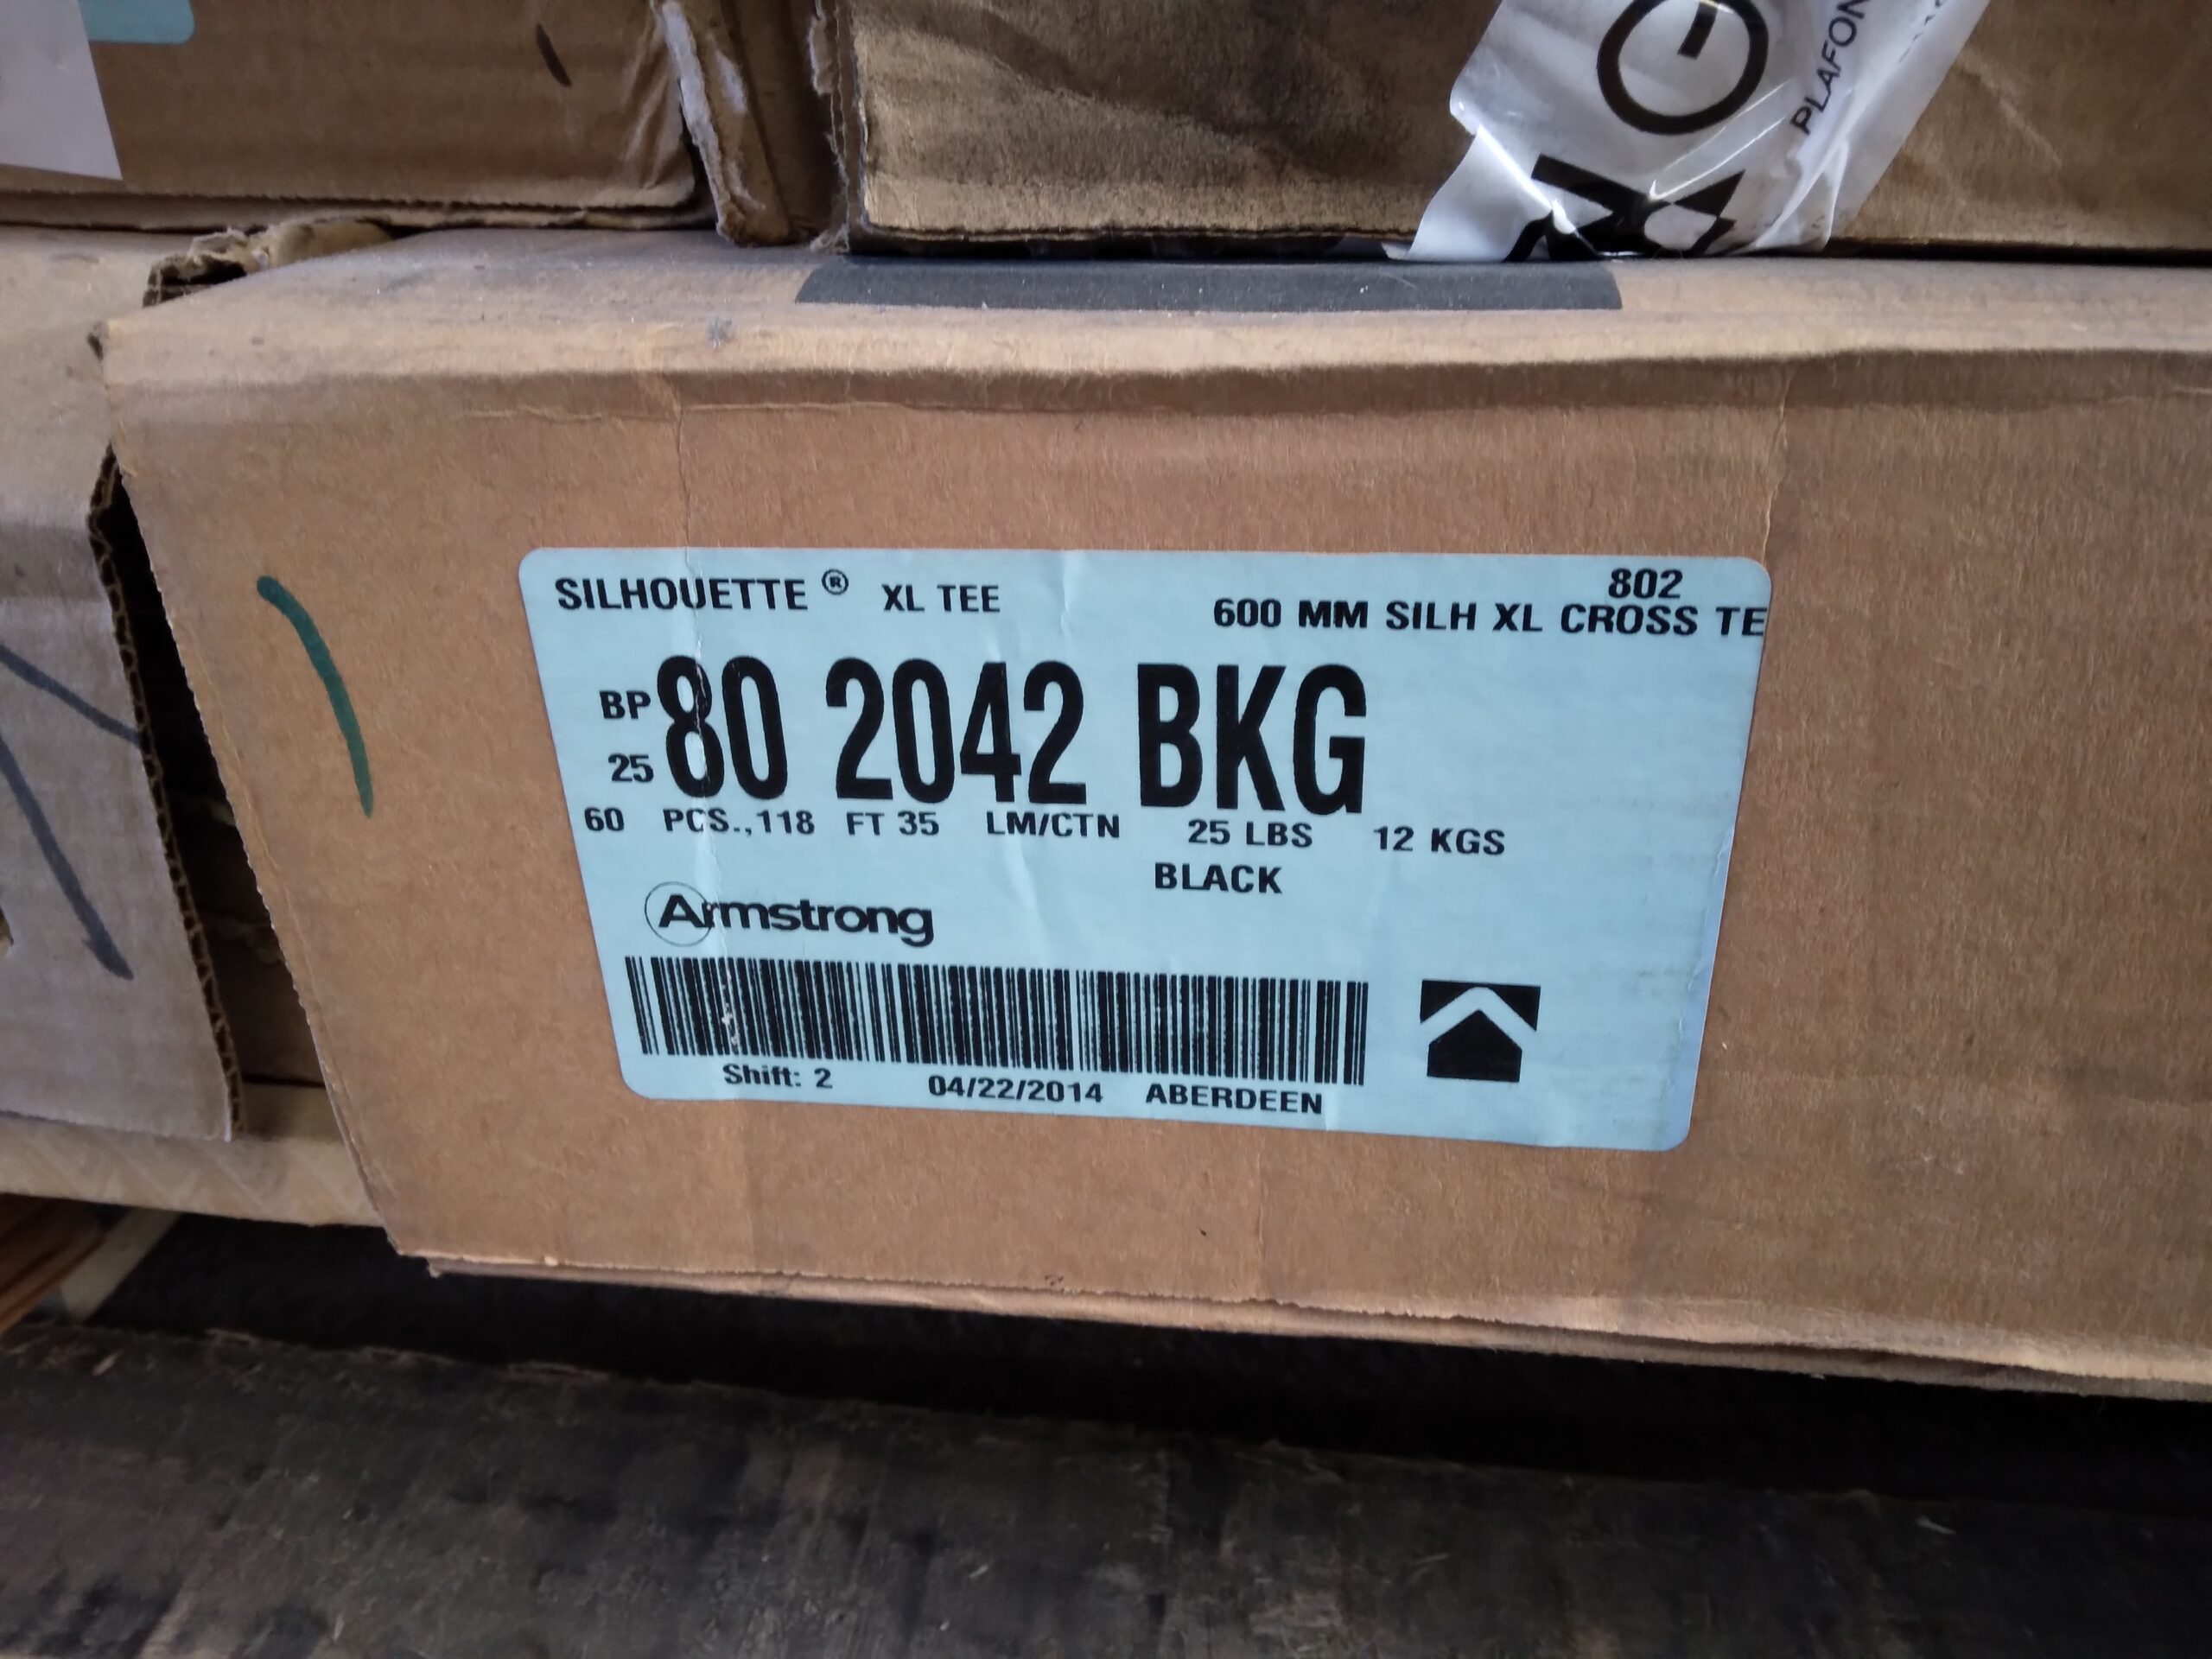 G
PLAFON
SILHOUETTE ® XL TEE
802
600 MM SILH XL CROSS TE
BP 80 2042 BKG
25
60 PCS.,118 FT 35 LM/CTN 25 LBS 12 KGS
BLACK
Armstrong
Shift: 2 04/22/2014 ABERDEEN